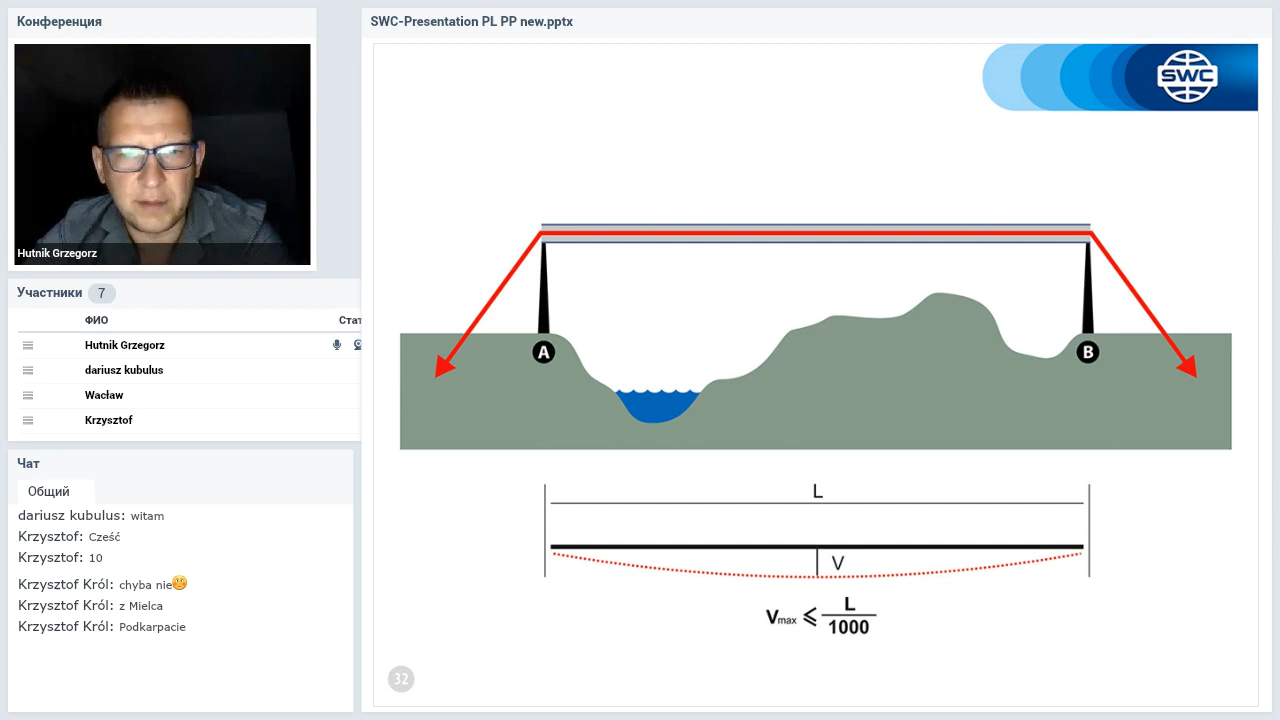 Конференция
Hutnik Grzegorz
Участники 7
ФИО Стат
Hutnik Grzegorz
dariusz kubulus
Wacław
Krzysztof
Чат
Общий
dariusz kubulus: witam
Krzysztof: Cześć
Krzysztof: 10
Krzysztof Król: chyba nie
Krzysztof Król: z Mielca
Krzysztof Król: Podkarpacie
SWC-Presentation PL PP new.pptx
SWC
A
B
L
V
Vmax ⩽ L
1000
32